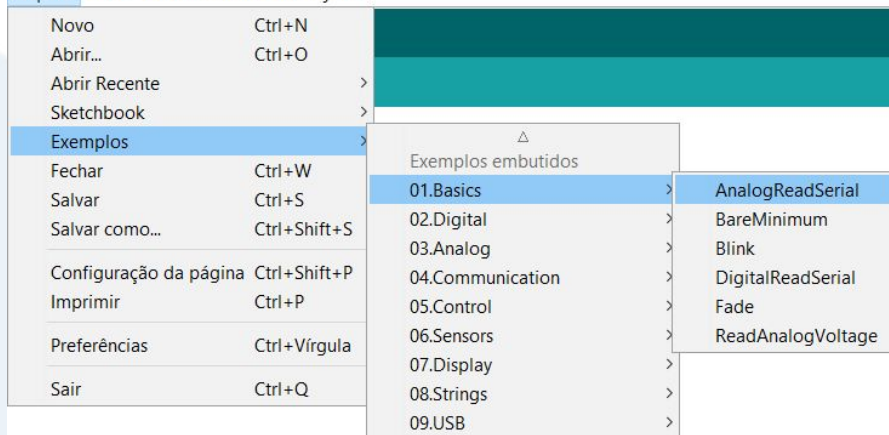 Novo Ctrl+N
Abrir... Ctrl+O
Abrir Recente
Sketchbook
Exemplos
Fechar Ctrl+W
Salvar Ctrl+S
Salvar como... Ctrl+Shift+S
Configuração da página Ctrl+Shift+P
Imprimir Ctrl+P
Preferências Ctrl+Vírgula
Sair Ctrl+Q
Exemplos embutidos
01.Basics
02.Digital
03.Analog
04.Communication
05.Control
06.Sensors
07.Display
08.Strings
09.USB
AnalogReadSerial
BareMinimum
Blink
DigitalReadSerial
Fade
ReadAnalogVoltage